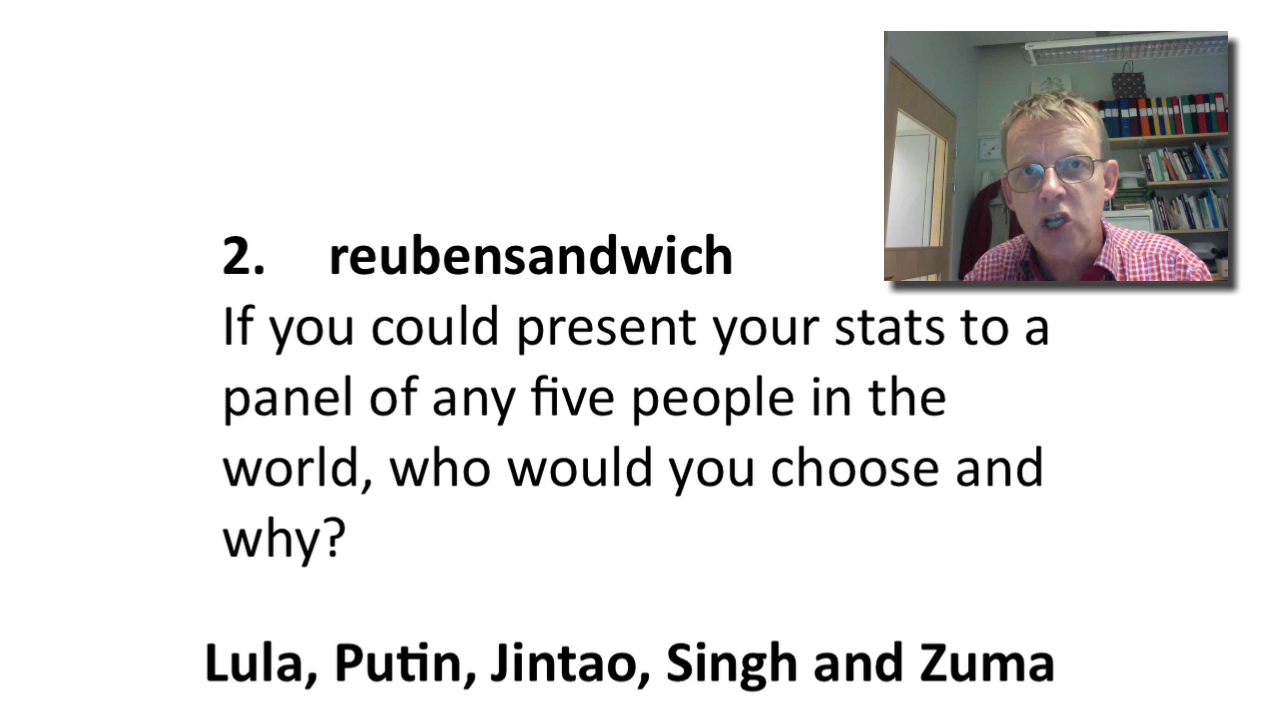 2. reubensandwich
If you could present your stats to a
panel of any five people in the
world, who would you choose and
why?
Lula, Putin, Jintao, Singh and Zuma